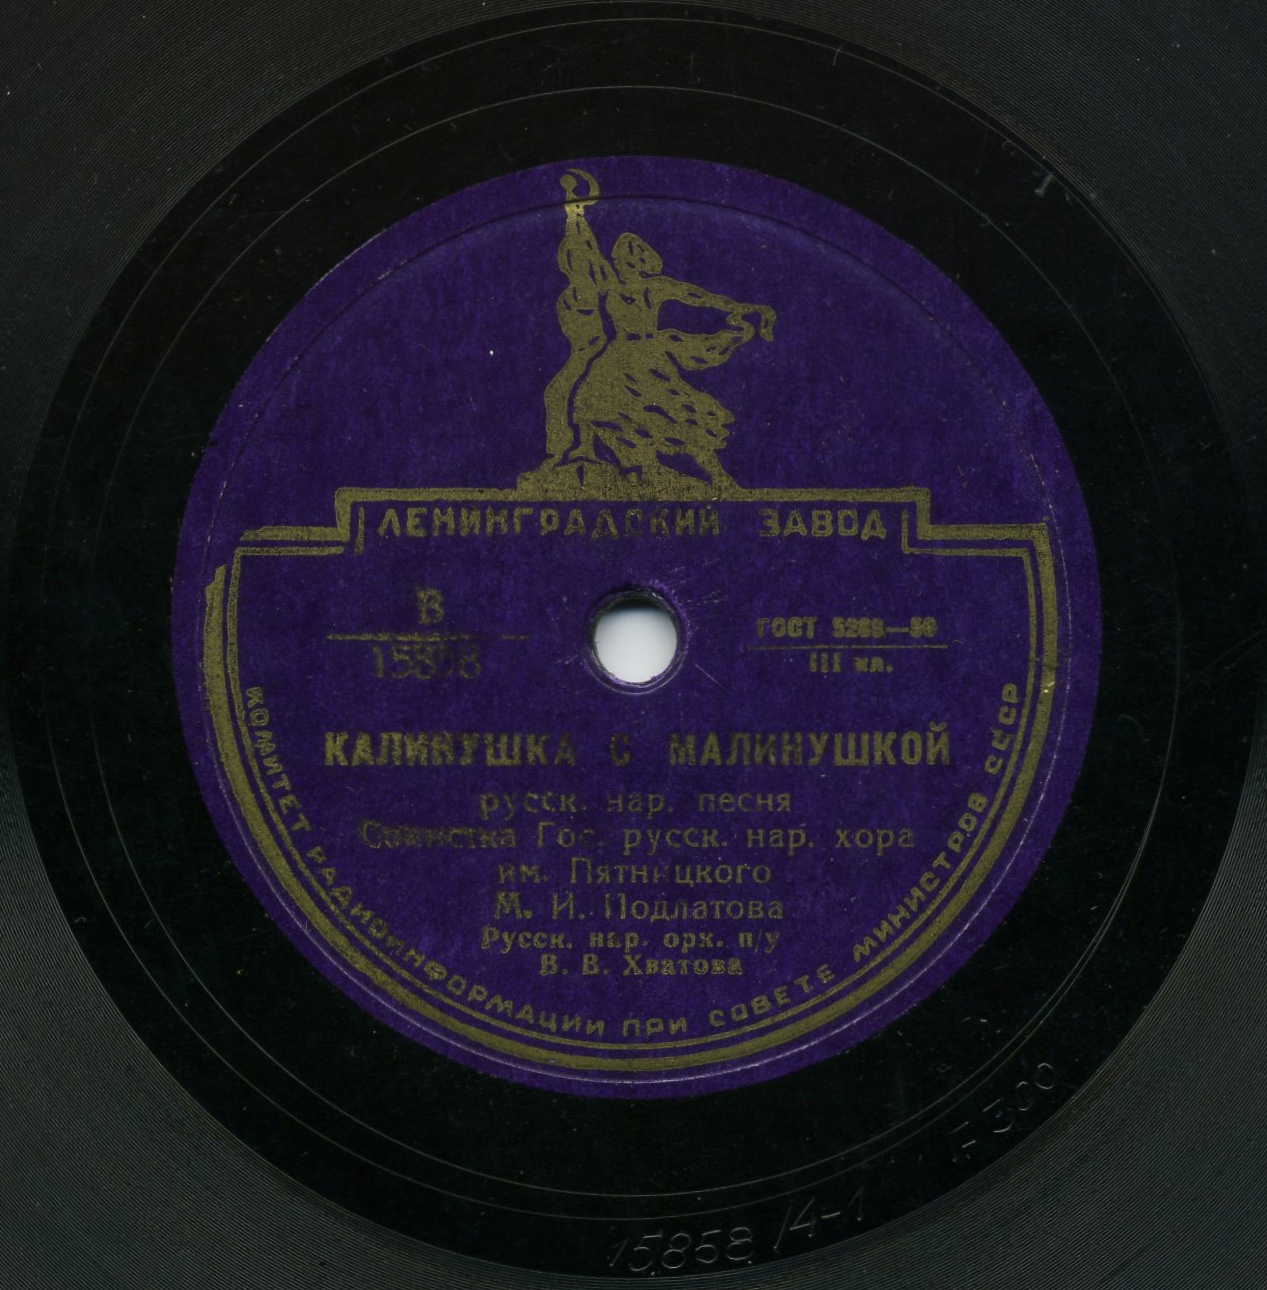 ЛЕНИНГРАДСКИЙ ЗАВОД
В
15858
ГОСТ 5289—50
III кл.
КАЛИНУШКА С МАЛИНУШКОЙ
русск. нар. песня
Солистка Гос. русск. нар. хора
им. Пятницкого
М. И. Подлатова
Русск. нар. орк. п/у
В. В. Хватова
КОМИТЕТ РАДИОИНФОРМАЦИИ ПРИ СОВЕТЕ МИНИСТРОВ СССР
15858/4-1